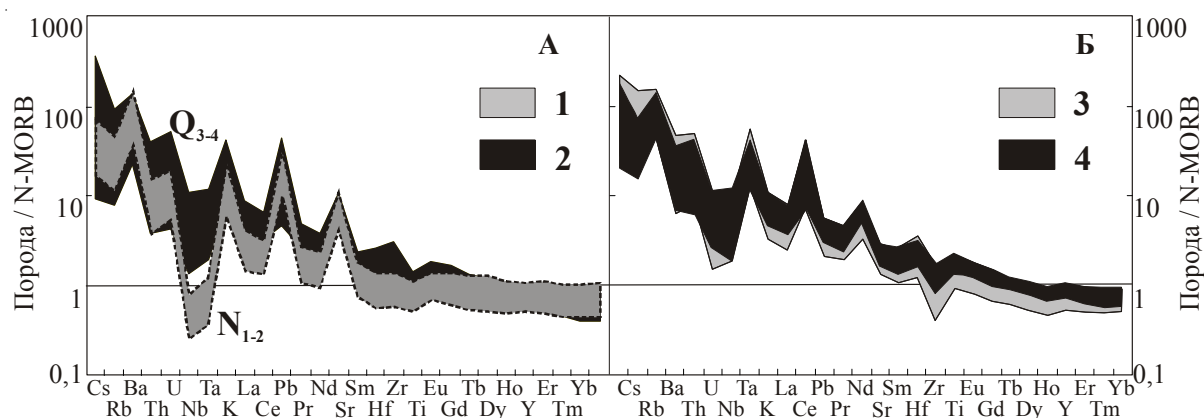 1000
А
Б
1000
1
3
100
Q3-4
2
4
100
10
10
1
1
N1-2
0,1
0,1
Порода / N-MORB
Порода / N-MORB
Cs Ba U Ta La Pb Nd Sm Zr Eu Tb Ho Er Yb
Rb Th Nb K Ce Pr Sr Hf Ti Gd Dy Y Tm
Cs Ba U Ta La Pb Nd Sm Zr Eu Tb Ho Er Yb
Rb Th Nb K Ce Pr Sr Hf Ti Gd Dy Y Tm